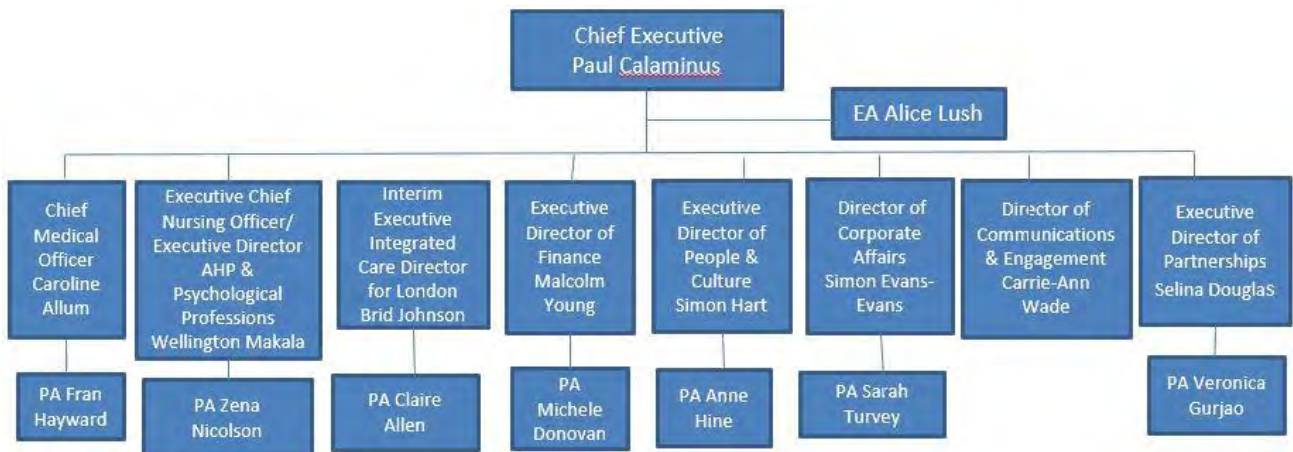 Chief Executive
Paul Calaminus
EA Alice Lush
Chief
Medical
Officer
Caroline
Allum
Executive Chief
Nursing Officer/
Executive Director
AHP &
Psychological
Professions
Wellington Makala
Interim
Executive
Integrated
Care Director
for London
Brid Johnson
Executive
Director of
Finance
Malcolm
Young
Executive
Director of
People &
Culture
Simon Hart
Director of
Corporate
Affairs
Simon Evans-
Evans
Director of
Communications
& Engagement
Carrie-Ann
Wade
Executive
Director of
Partnerships
Selina Douglas
PA Fran
Hayward
PA Zena
Nicolson
PA Claire
Allen
PA
Michele
Donovan
PA Anne
Hine
PA Sarah
Turvey
PA Veronica
Gurjao